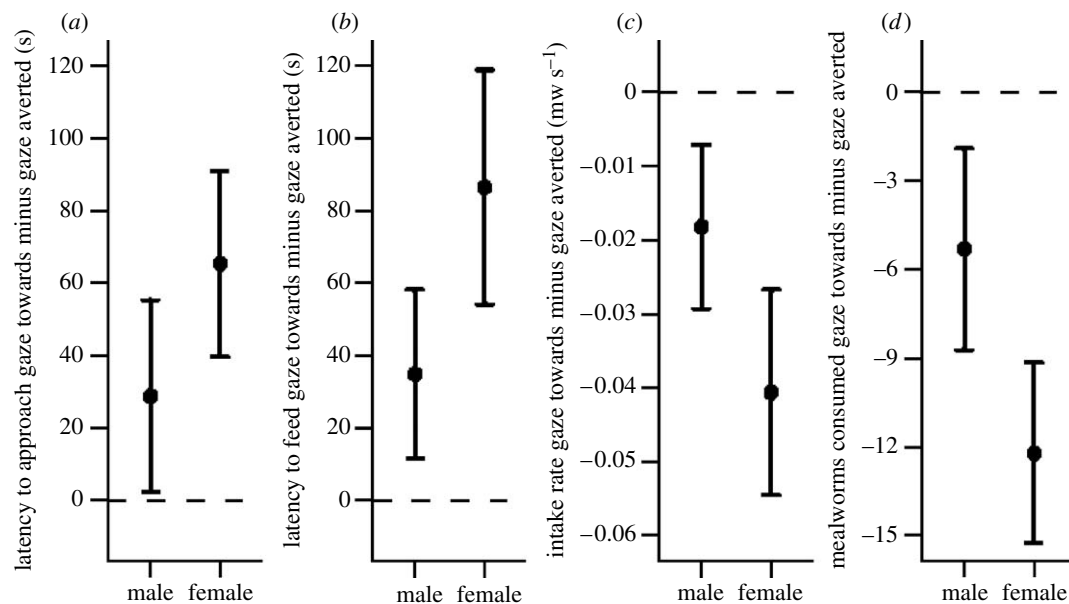 (a)
latency to approach gaze towards minus gaze averted (s)
120
100
80
60
40
20
0
male female
(b)
latency to feed gaze towards minus gaze averted (s)
120
100
80
60
40
20
0
male female
(c)
intake rate gaze towards minus gaze averted (mw s−1)
0
−0.01
−0.02
−0.03
−0.04
−0.05
−0.06
male female
(d)
mealworms consumed gaze towards minus gaze averted
0
−3
−6
−9
−12
−15
male female